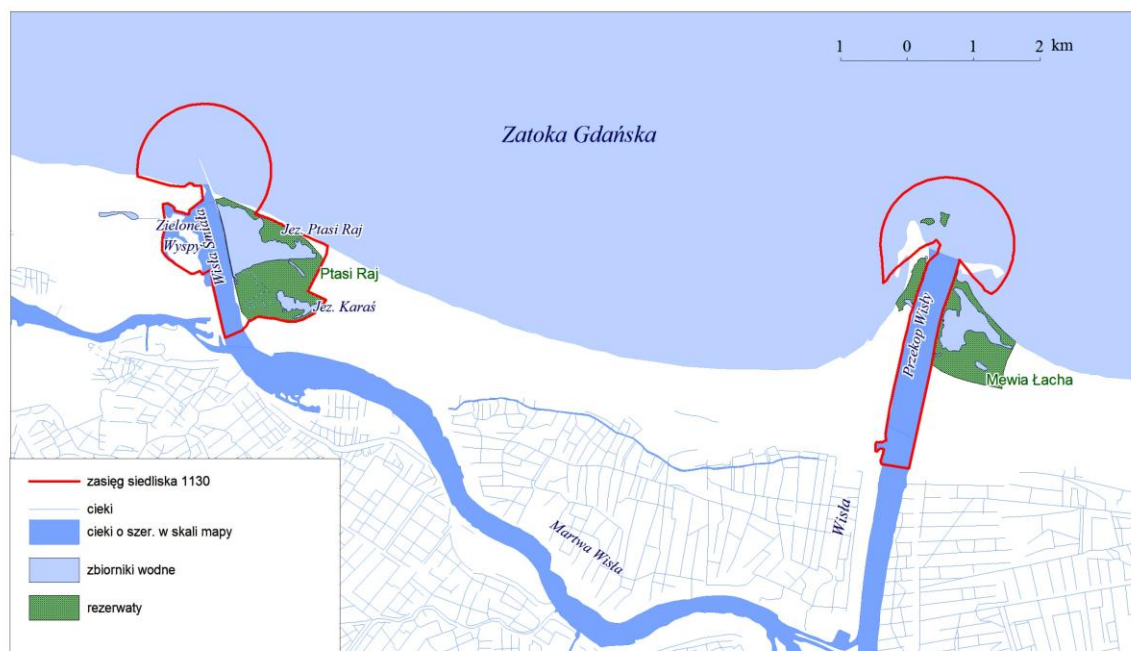 1 0 1 2 km
Zatoka Gdańska
Zielone
Wyspy
Wisła Śmiała
Jez. Ptasi Raj
Ptasi Raj
Jez. Karaś
Przekop Wisły
Mewia Łacha
Wisła
Martwa Wisła
zasięg siedliska 1130
cieki
cieki o szer. w skali mapy
zbiorniki wodne
rezerwaty